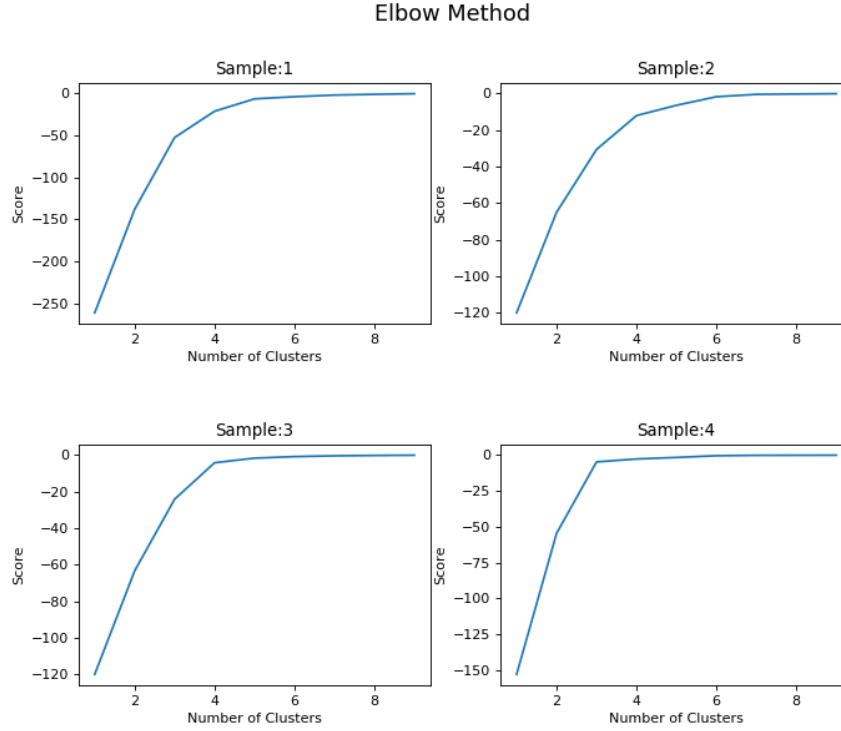 Elbow Method
Sample:1
0
−50
−100
−150
−200
−250
Score
2 4 6 8
Number of Clusters
Sample:2
0
−20
−40
−60
−80
−100
−120
Score
2 4 6 8
Number of Clusters
Sample:3
0
−20
−40
−60
−80
−100
−120
Score
2 4 6 8
Number of Clusters
Sample:4
0
−25
−50
−75
−100
−125
−150
Score
2 4 6 8
Number of Clusters